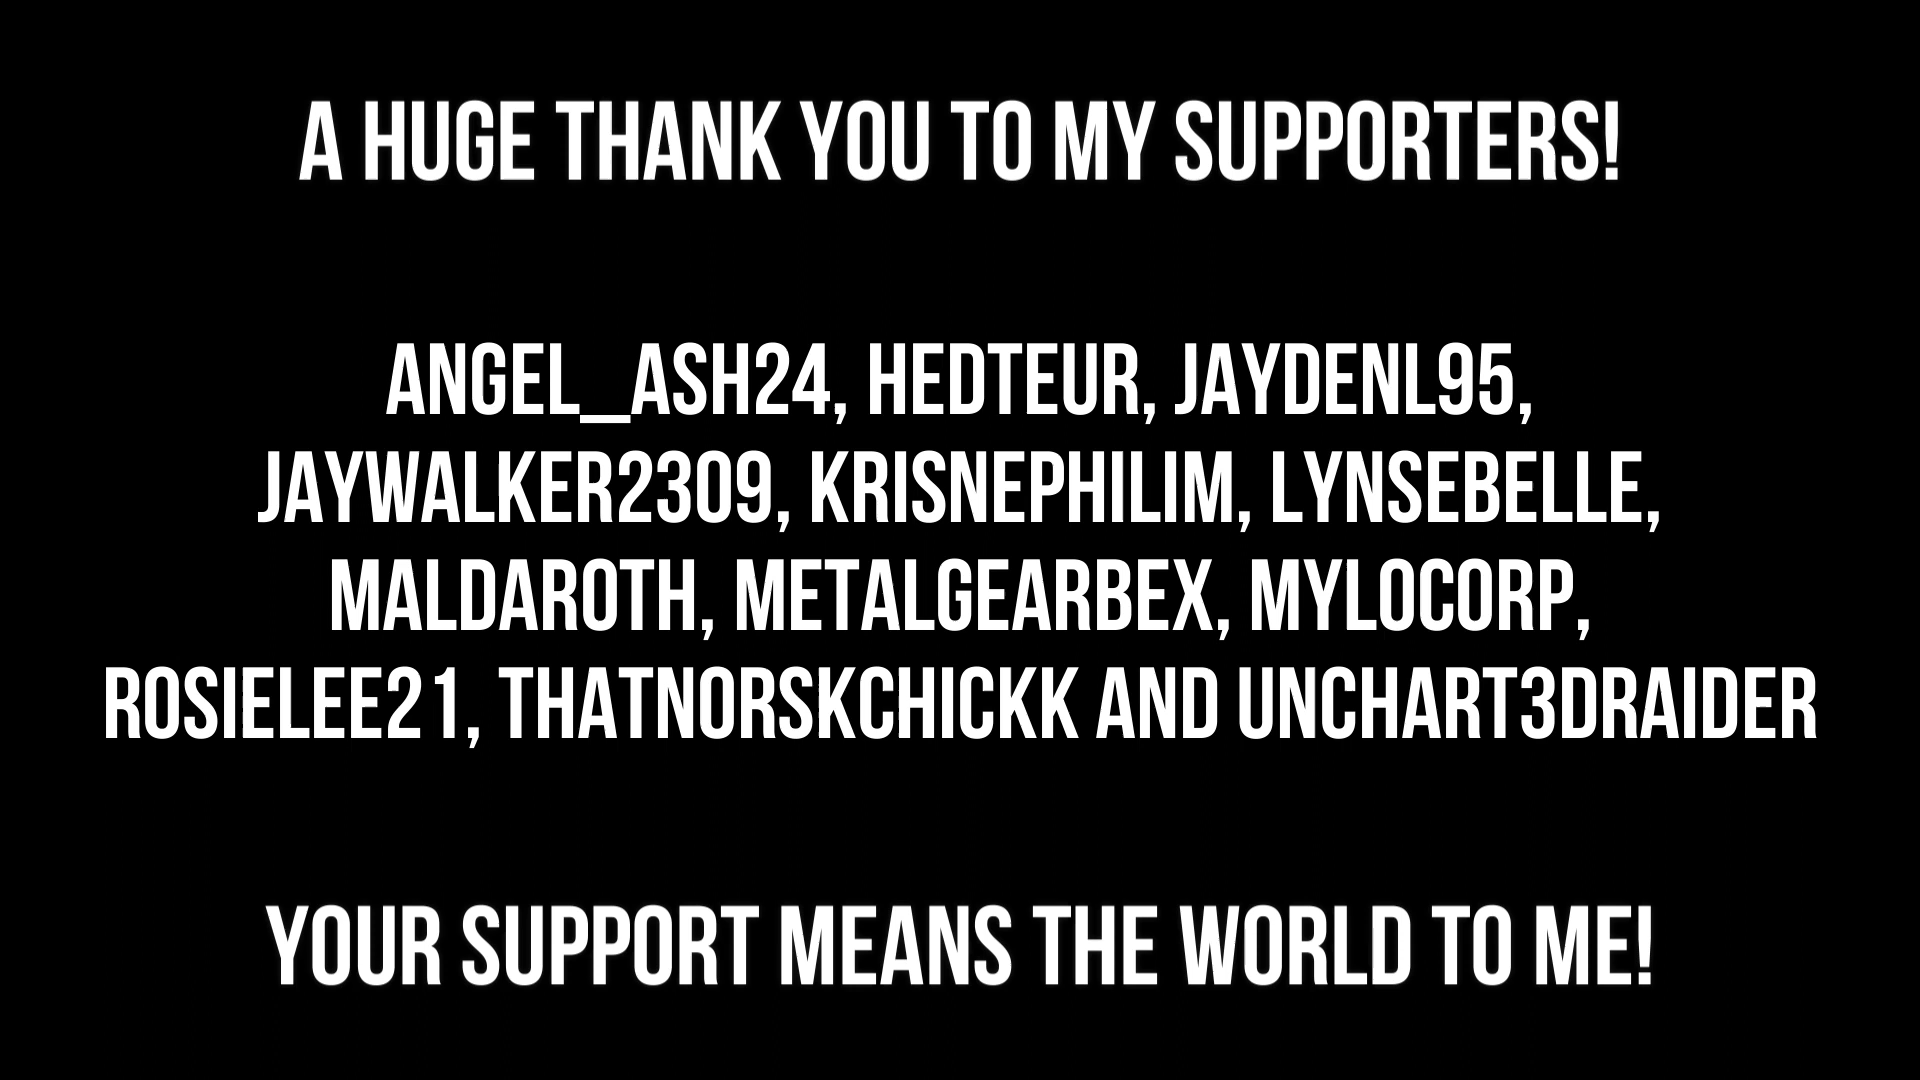 A HUGE THANK YOU TO MY SUPPORTERS!
ANGEL_ASH24, HEDTEUR, JAYDENL95,
JAYWALKER2309, KRISNEPHILIM, LYNSEBELLE,
MALDAROTH, METALGEARBEX, MYLOCORP,
ROSIELEE21, THATNORSKCHICKK AND UNCHART3DRAIDER
YOUR SUPPORT MEANS THE WORLD TO ME!